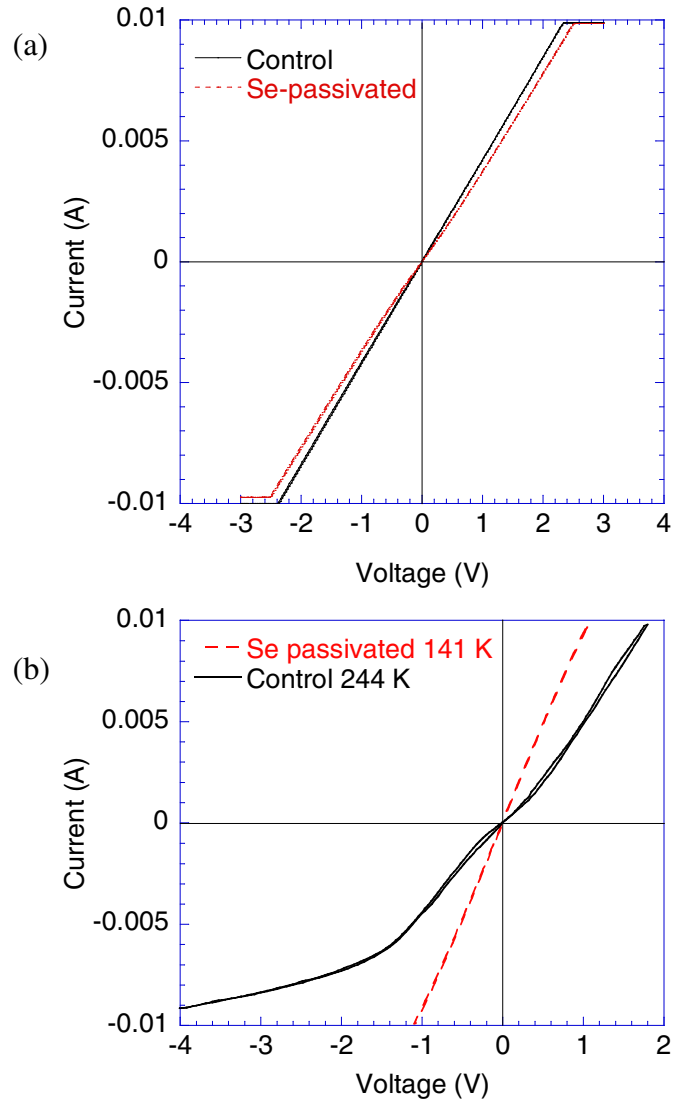 (a)
Control
Se-passivated
0.01
0.005
0
-0.005
-0.01
Current (A)
-4 -3 -2 -1 0 1 2 3 4
Voltage (V)
(b)
Se passivated 141 K
Control 244 K
0.01
0.005
0
-0.005
-0.01
Current (A)
-4 -3 -2 -1 0 1 2
Voltage (V)